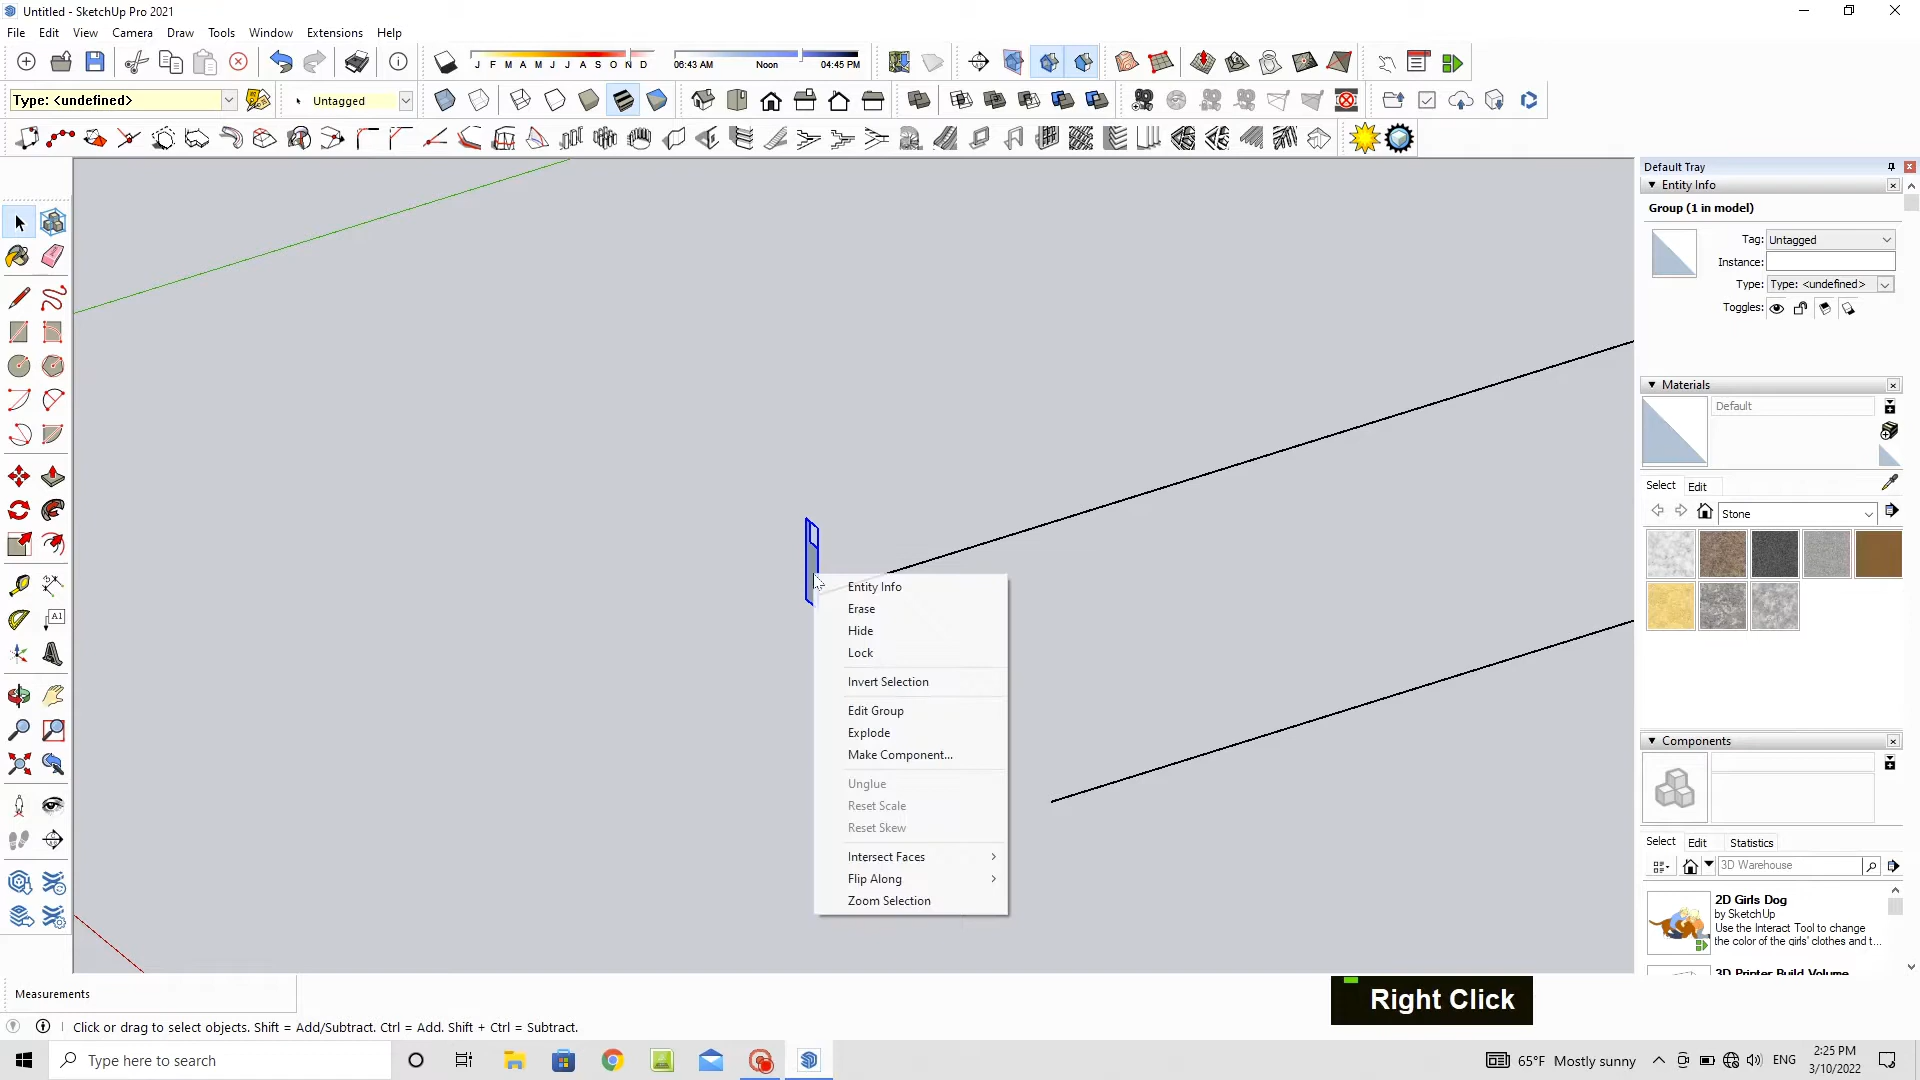 Untitled - SketchUp Pro 2021
File Edit View Camera Draw Tools Window Extensions Help
J F M A M J J A S O N D
06:43 AM Noon 04:45 PM
Type: <undefined>
Untagged
Default Tray
Entity Info
Group (1 in model)
Tag: Untagged
Instance:
Type: Type: <undefined>
Toggles:
Materials
Default
Select Edit
Stone
Entity Info
Erase
Hide
Lock
Invert Selection
Edit Group
Explode
Make Component...
Unglue
Reset Scale
Reset Skew
Intersect Faces
Flip Along
Zoom Selection
A1
Components
Select Edit Statistics
3D Warehouse
2D Girls Dog
by SketchUp
Use the Interact Tool to change
the color of the girls' clothes and t...
3D Printer Build Volume
Measurements
Right Click
Click or drag to select objects. Shift = Add/Subtract. Ctrl = Add. Shift + Ctrl = Subtract.
Type here to search
65°F Mostly sunny
ENG
2:25 PM
3/10/2022